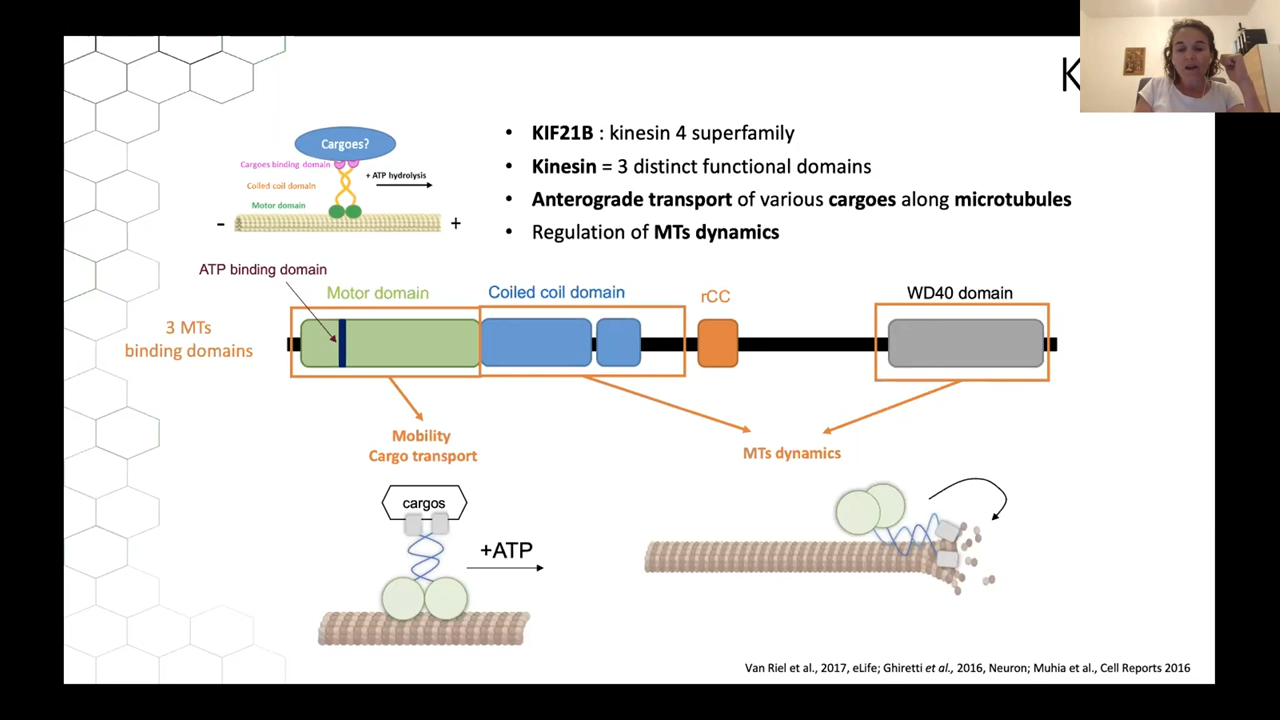 K
• KIF21B : kinesin 4 superfamily
• Kinesin = 3 distinct functional domains
• Anterograde transport of various cargoes along microtubules
• Regulation of MTs dynamics
Cargoes?
Cargoes binding domain
+ ATP hydrolysis
Coiled coil domain
Motor domain
- +
ATP binding domain
Motor domain
Coiled coil domain
rCC
WD40 domain
3 MTs
binding domains
Mobility
Cargo transport
MTs dynamics
cargos
+ATP
Van Riel et al., 2017, eLife; Ghiretti et al., 2016, Neuron; Muhia et al., Cell Reports 2016